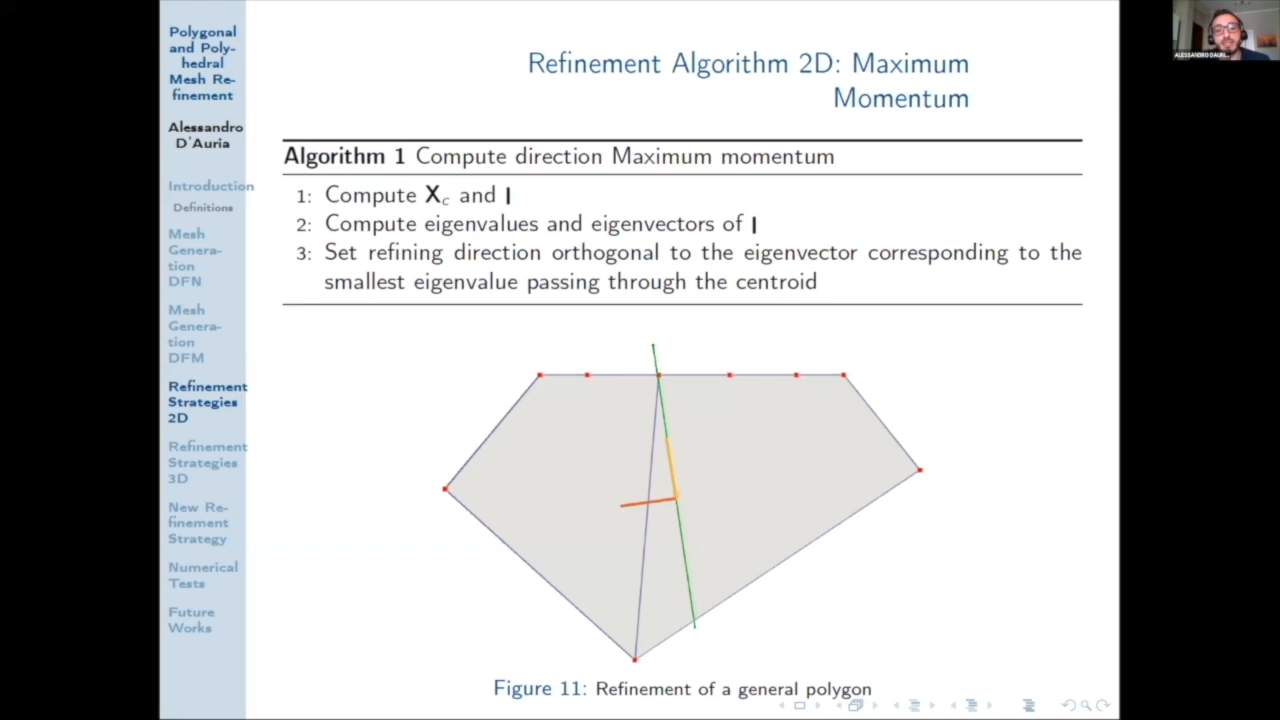 Polygonal
and Poly-
hedral
Mesh Re-
finement
Alessandro
D'Auria
Introduction
Definitions
Mesh
Genera-
tion
DFN
Mesh
Genera-
tion
DFM
Refinement
Strategies
2D
Refinement
Strategies
3D
New Re-
finement
Strategy
Numerical
Tests
Future
Works
Refinement Algorithm 2D: Maximum
Momentum
Algorithm 1 Compute direction Maximum momentum
1: Compute X_c and I
2: Compute eigenvalues and eigenvectors of I
3: Set refining direction orthogonal to the eigenvector corresponding to the
smallest eigenvalue passing through the centroid
Figure 11: Refinement of a general polygon